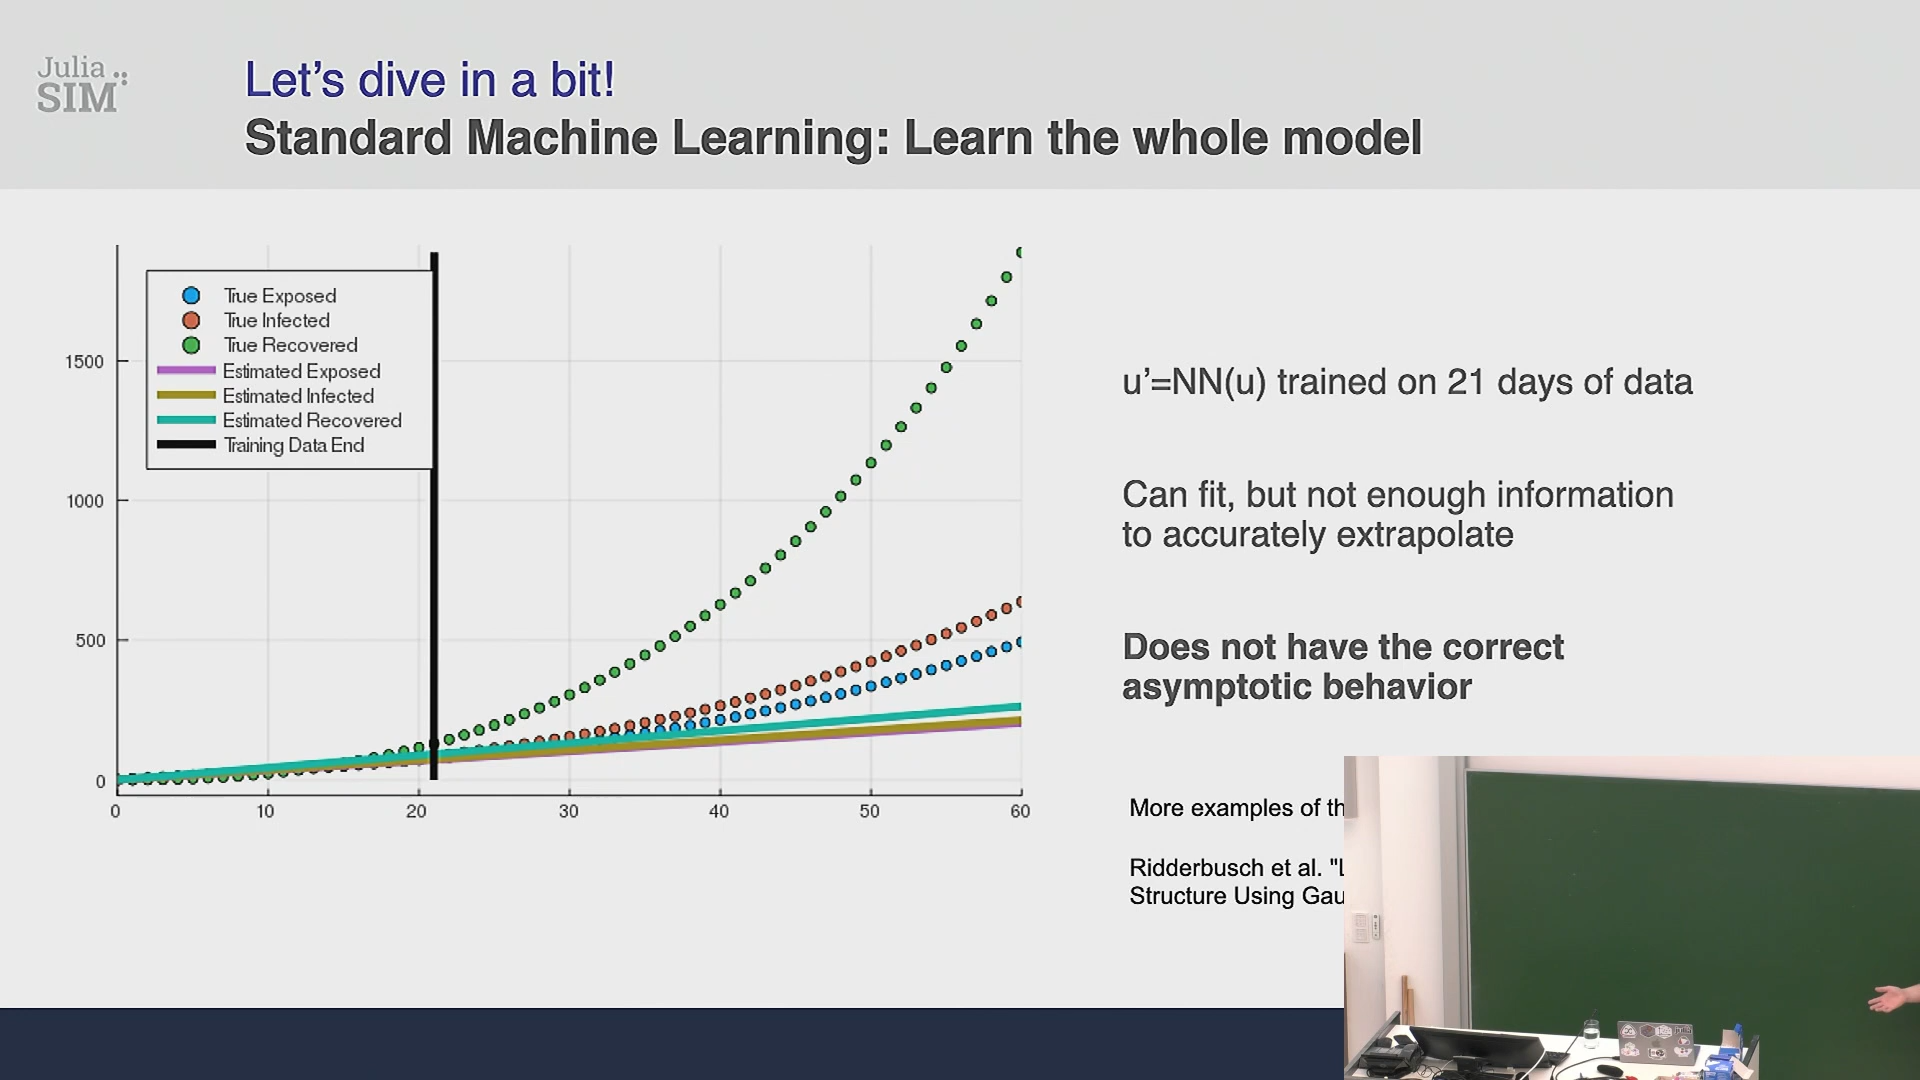 Julia
SIM
Let's dive in a bit!
Standard Machine Learning: Learn the whole model
True Exposed
True Infected
True Recovered
Estimated Exposed
Estimated Infected
Estimated Recovered
Training Data End
1500
1000
500
0
0 10 20 30 40 50 60
u'=NN(u) trained on 21 days of data
Can fit, but not enough information
to accurately extrapolate
Does not have the correct
asymptotic behavior
More examples of
Ridderbusch et al.
Structure Using